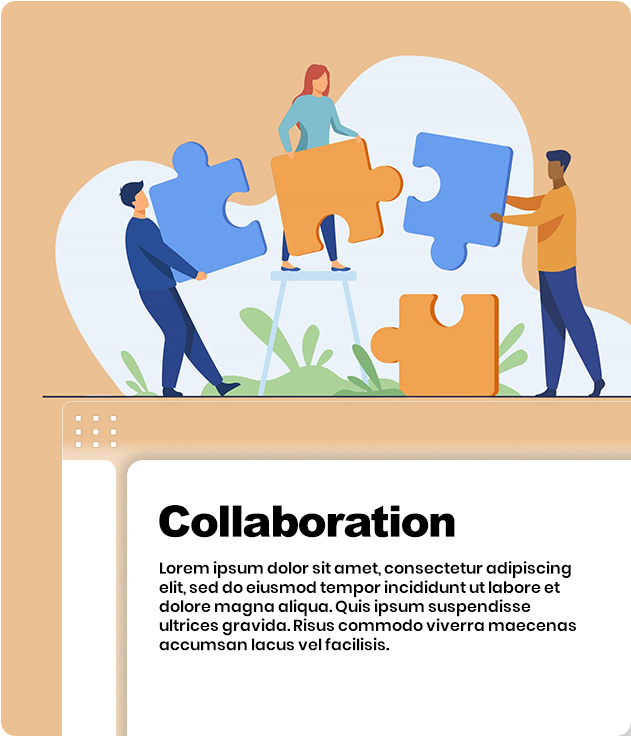 Collaboration
Lorem ipsum dolor sit amet, consectetur adipiscing
elit, sed do eiusmod tempor incididunt ut labore et
dolore magna aliqua. Quis ipsum suspendisse
ultrices gravida. Risus commodo viverra maecenas
accumsan lacus vel facilisis.